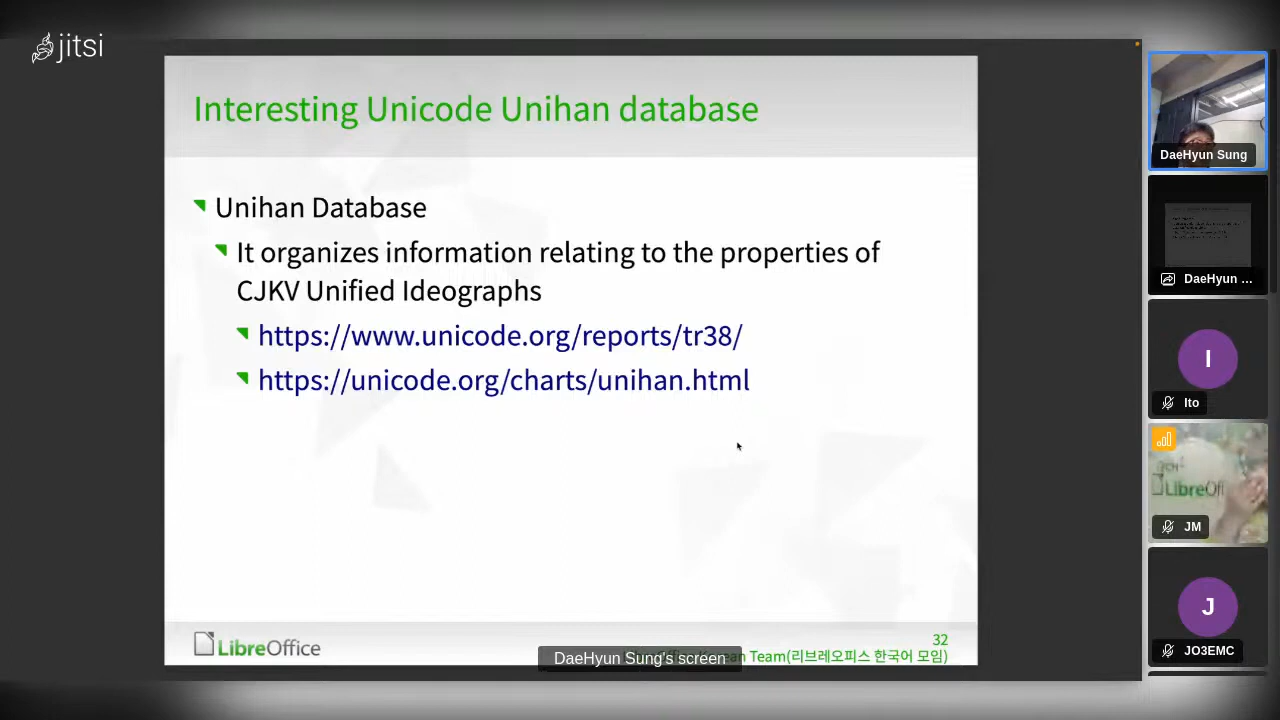 jitsi
Interesting Unicode Unihan database
Unihan Database
It organizes information relating to the properties of
CJKV Unified Ideographs
https://www.unicode.org/reports/tr38/
https://unicode.org/charts/unihan.html
LibreOffice
32
Team(리브레오피스 한국어 모임)
DaeHyun Sung's screen
DaeHyun Sung
DaeHyun ...
I
Ito
LibreOffi
JM
J
JO3EMC